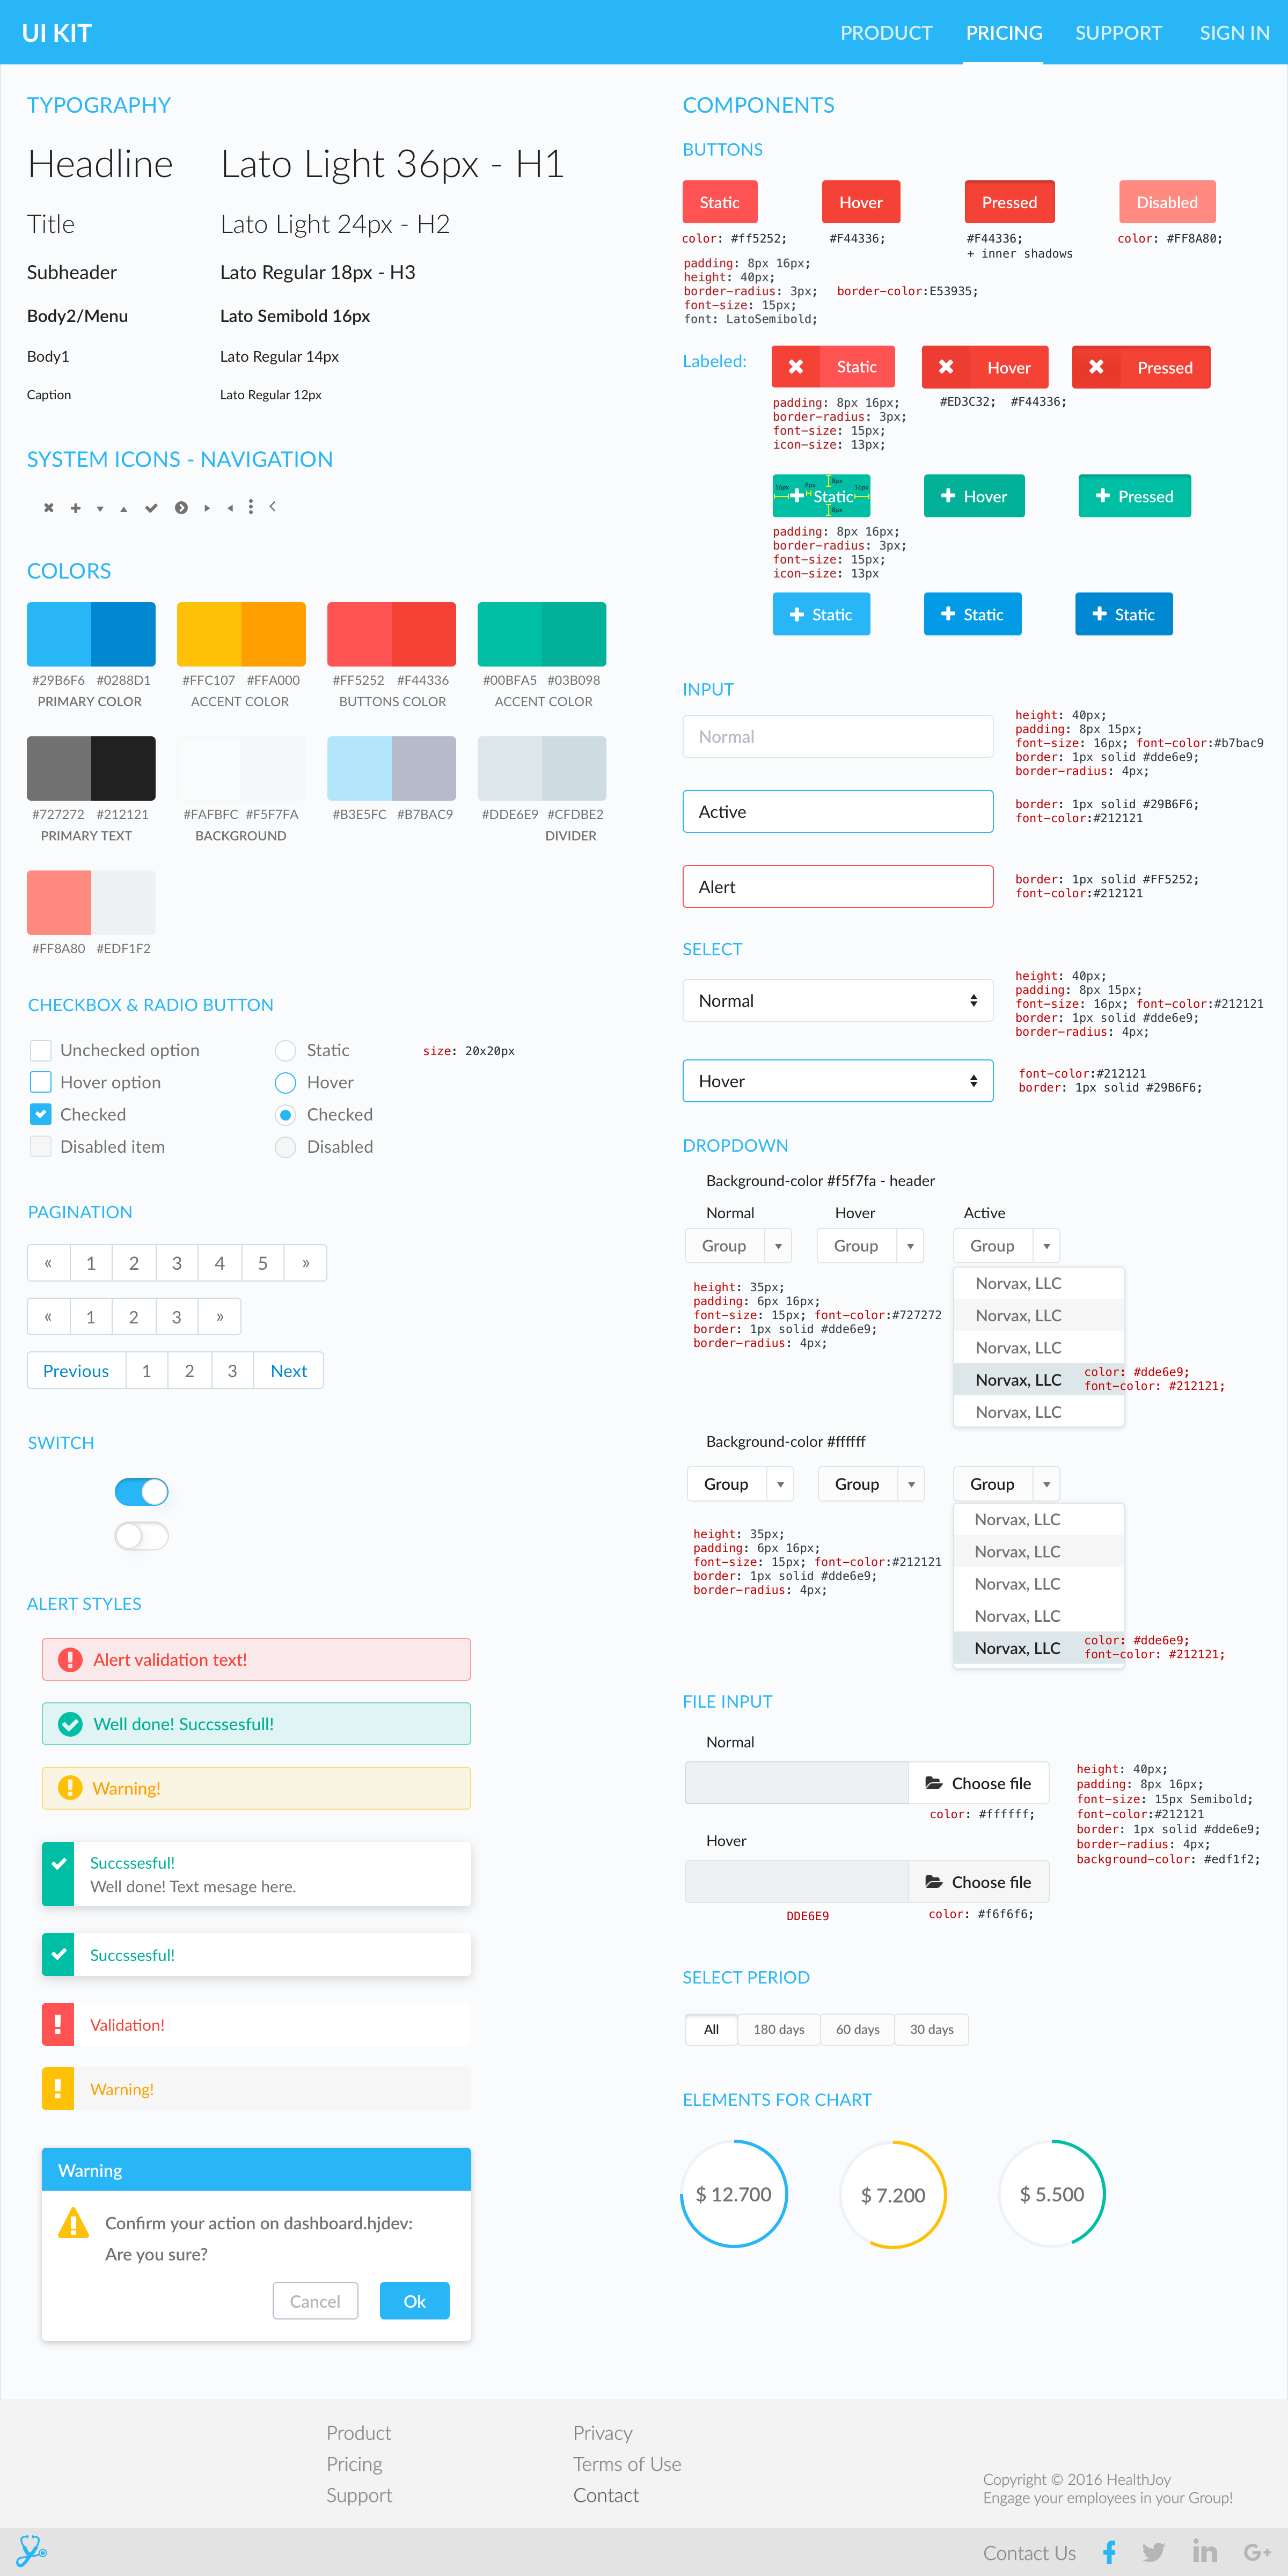 UI KIT
PRODUCT PRICING SUPPORT SIGN IN
TYPOGRAPHY
Headline Lato Light 36px - H1
Title Lato Light 24px - H2
Subheader Lato Regular 18px - H3
Body2/Menu Lato Semibold 16px
Body1 Lato Regular 14px
Caption Lato Regular 12px
SYSTEM ICONS - NAVIGATION
COLORS
#29B6F6 #0288D1 #FFC107 #FFA000 #FF5252 #F44336 #00BFA5 #03B098
PRIMARY COLOR ACCENT COLOR BUTTONS COLOR ACCENT COLOR
#727272 #212121 #FAFBFC #F5F7FA #B3E5FC #B7BAC9 #DDE6E9 #CFDBE2
PRIMARY TEXT BACKGROUND DIVIDER
#FF8A80 #EDF1F2
CHECKBOX & RADIO BUTTON
Unchecked option Static size: 20x20px
Hover option Hover
Checked Checked
Disabled item Disabled
PAGINATION
« 1 2 3 4 5 »
« 1 2 3 »
Previous 1 2 3 Next
SWITCH
ALERT STYLES
Alert validation text!
Well done! Succssesfull!
Warning!
Succssesful!
Well done! Text mesage here.
Succssesful!
Validation!
Warning!
Warning
Confirm your action on dashboard.hjdev:
Are you sure?
Cancel Ok
COMPONENTS
BUTTONS
Static Hover Pressed Disabled
color: #ff5252; #F44336; #F44336; color: #FF8A80;
+ inner shadows
padding: 8px 16px;
height: 40px;
border-radius: 3px; border-color:E53935;
font-size: 15px;
font: LatoSemibold;
Labeled: Static Hover Pressed
padding: 8px 16px; #ED3C32; #F44336;
border-radius: 3px;
font-size: 15px;
icon-size: 13px;
16px 8px Static 8px 16px 8px Hover Pressed
padding: 8px 16px;
border-radius: 3px;
font-size: 15px;
icon-size: 13px
Static Static Static
INPUT
Normal
height: 40px;
padding: 8px 15px;
font-size: 16px; font-color:#b7bac9
border: 1px solid #dde6e9;
border-radius: 4px;
Active
border: 1px solid #29B6F6;
font-color:#212121
Alert
border: 1px solid #FF5252;
font-color:#212121
SELECT
Normal
height: 40px;
padding: 8px 15px;
font-size: 16px; font-color:#212121
border: 1px solid #dde6e9;
border-radius: 4px;
Hover
font-color:#212121
border: 1px solid #29B6F6;
DROPDOWN
Background-color #f5f7fa - header
Normal Hover Active
Group Group Group
height: 35px;
padding: 6px 16px;
font-size: 15px; font-color:#727272
border: 1px solid #dde6e9;
border-radius: 4px;
Norvax, LLC
Norvax, LLC
Norvax, LLC
Norvax, LLC
color: #dde6e9;
font-color: #212121;
Norvax, LLC
Background-color #ffffff
Group Group Group
height: 35px;
padding: 6px 16px;
font-size: 15px; font-color:#212121
border: 1px solid #dde6e9;
border-radius: 4px;
Norvax, LLC
Norvax, LLC
Norvax, LLC
Norvax, LLC
Norvax, LLC
color: #dde6e9;
font-color: #212121;
FILE INPUT
Normal
Choose file
color: #ffffff;
height: 40px;
padding: 8px 16px;
font-size: 15px Semibold;
font-color:#212121
border: 1px solid #dde6e9;
border-radius: 4px;
background-color: #edf1f2;
Hover
Choose file
DDE6E9 color: #f6f6f6;
SELECT PERIOD
All 180 days 60 days 30 days
ELEMENTS FOR CHART
$ 12.700 $ 7.200 $ 5.500
Product Privacy
Pricing Terms of Use
Support Contact
Copyright © 2016 HealthJoy
Engage your employees in your Group!
Contact Us